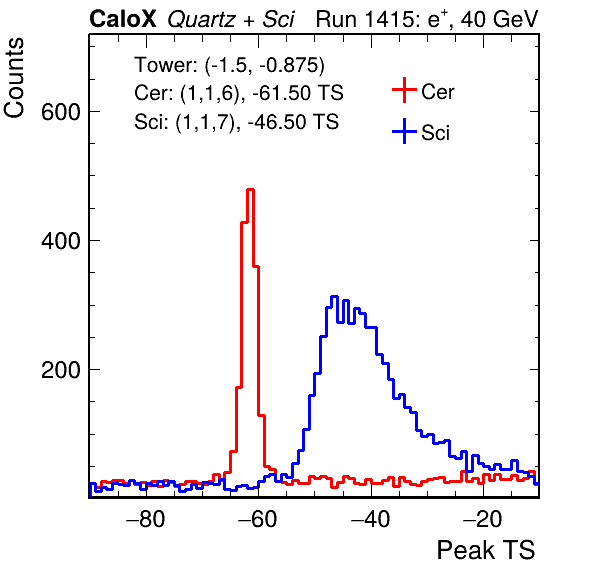 CaloX Quartz + Sci Run 1415: e⁺, 40 GeV
Counts
Tower: (-1.5, -0.875)
Cer: (1,1,6), -61.50 TS
Sci: (1,1,7), -46.50 TS
Cer
Sci
600
400
200
−80 −60 −40 −20
Peak TS